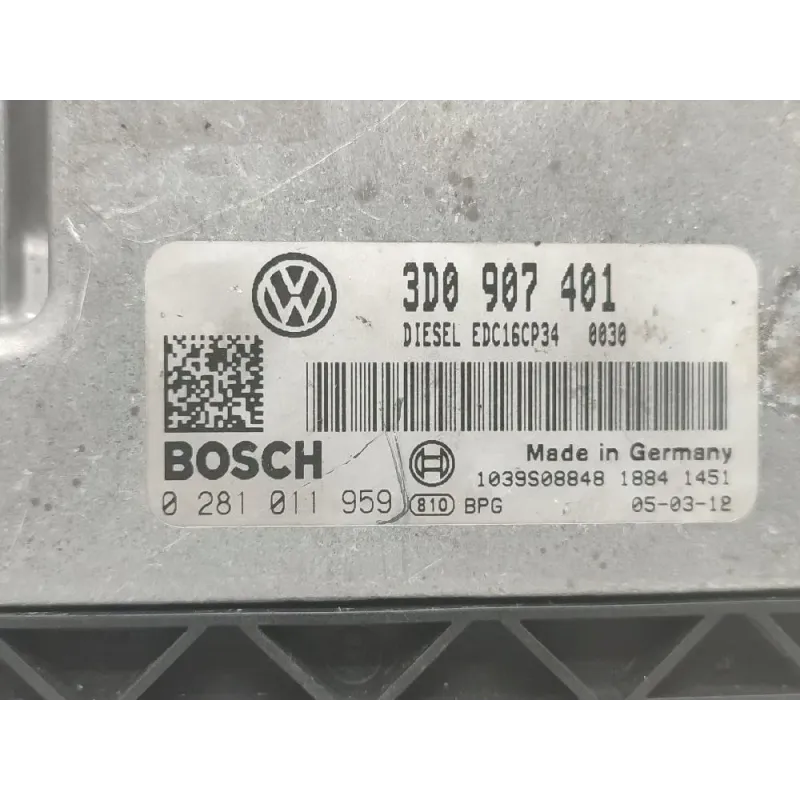 VW
3D0 907 401
DIESEL EDC16CP34 0030
BOSCH
Made in Germany
1039S08848 1884 1451
0 281 011 959 810 BPG 05-03-12